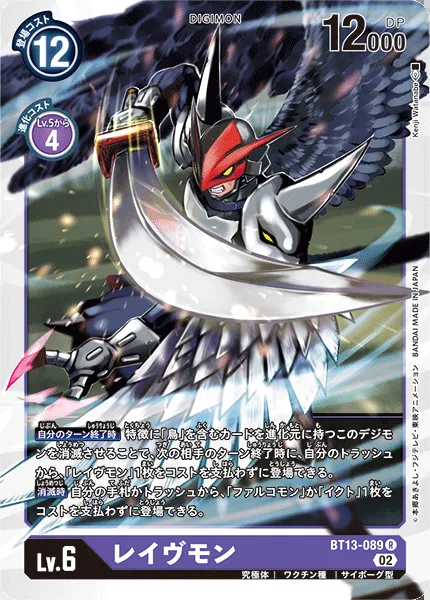 登場コスト
12
DIGIMON
DP
12000
進化コスト
Lv.5から
4
Kenji Watanabe
©本郷あきよし・フジテレビ・東映アニメーション BANDAI MADE IN JAPAN
自分のターン終了時 特徴に「鳥」を含むカードを進化元に持つこのデジモ
ンを消滅させることで、次の相手のターン終了時に、自分のトラッシュ
から、「レイヴモン」1枚をコストを支払わずに登場できる。
消滅時 自分の手札かトラッシュから、「ファルコモン」か「イクト」1枚を
コストを支払わずに登場できる。
Lv.6
レイヴモン
BT13-089 R
02
究極体 | ワクチン種 | サイボーグ型